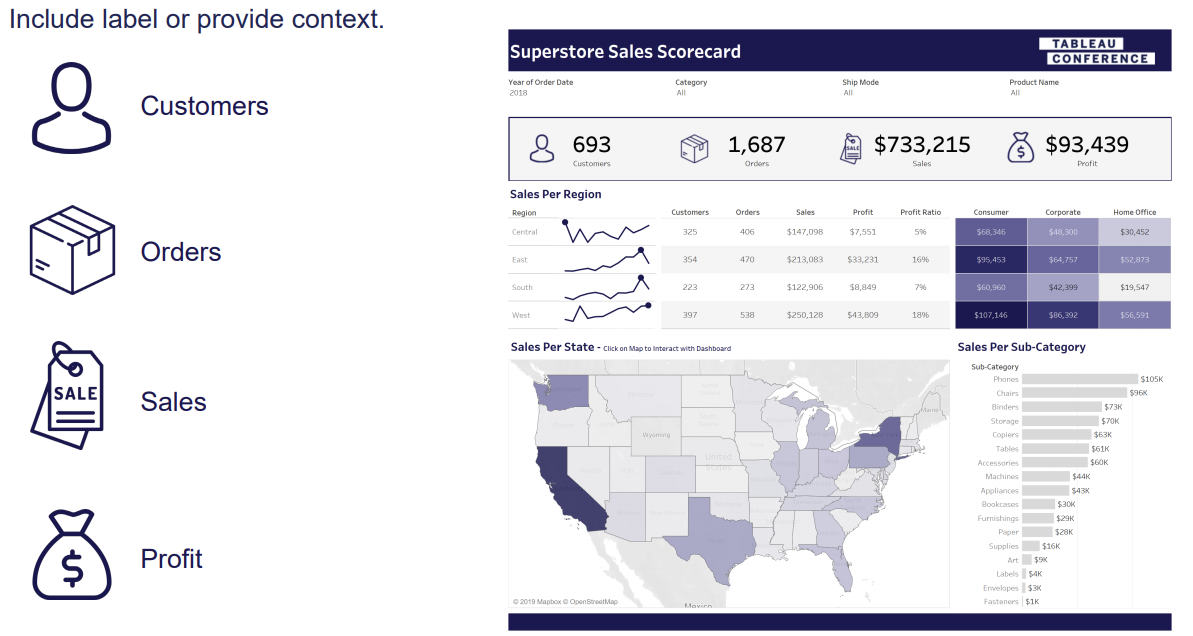 Include label or provide context.
Customers
Orders
SALE
Sales
$
Profit
Superstore Sales Scorecard
TABLEAU
CONFERENCE
Year of Order Date Category Ship Mode Product Name
2018 All All All
693 1,687 SALE $733,215 $ $93,439
Customers Orders Sales Profit
Sales Per Region
Region Customers Orders Sales Profit Profit Ratio Consumer Corporate Home Office
Central 325 406 $147,098 $7,551 5% $68,346 $48,300 $30,452
East 354 470 $213,083 $33,231 16% $95,453 $64,757 $52,873
South 223 273 $122,906 $8,849 7% $60,960 $42,399 $19,547
West 397 538 $250,128 $43,809 18% $107,146 $86,392 $56,591
Sales Per State - Click on Map to Interact with Dashboard
Wyoming
United
States
Maine
Mexico
© 2019 Mapbox © OpenStreetMap
Sales Per Sub-Category
Sub-Category
Phones $105K
Chairs $96K
Binders $73K
Storage $70K
Copiers $63K
Tables $61K
Accessories $60K
Machines $44K
Appliances $43K
Bookcases $30K
Furnishings $29K
Paper $28K
Supplies $16K
Art $9K
Labels $4K
Envelopes $3K
Fasteners $1K